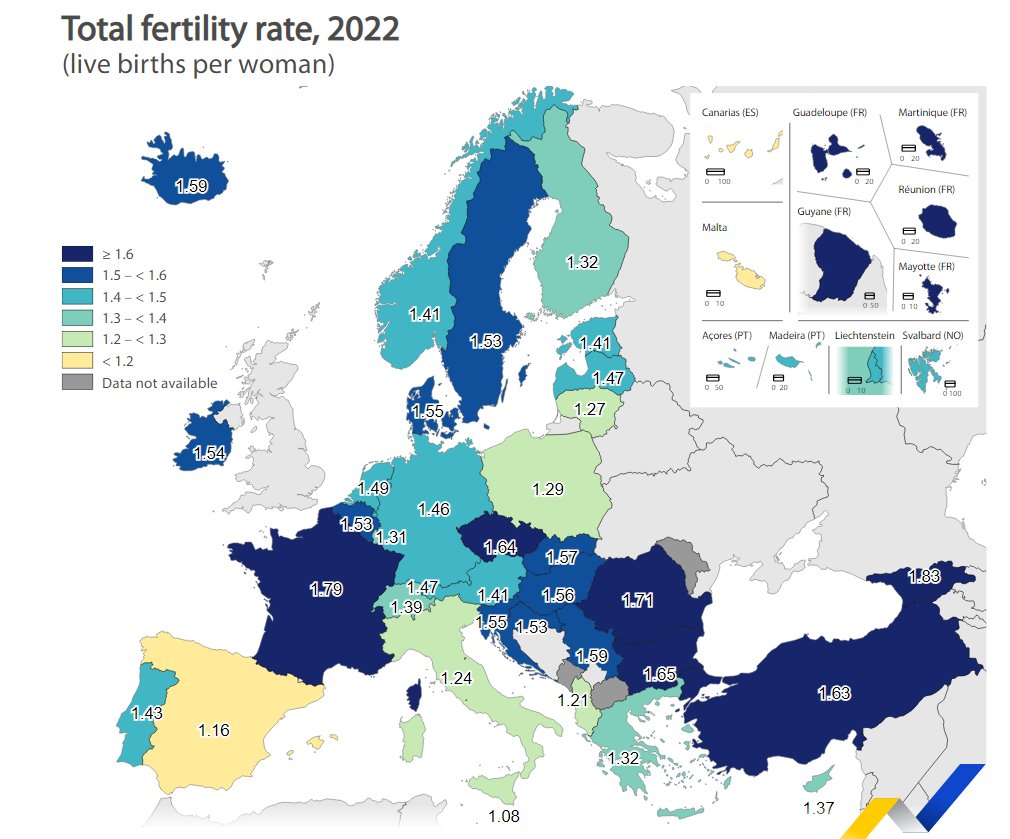 Total fertility rate, 2022
(live births per woman)
Canarias (ES)
0 100
Guadeloupe (FR)
0 20
Martinique (FR)
0 20
Réunion (FR)
0 20
Guyane (FR)
0 50
Mayotte (FR)
0 10
Malta
0 10
Açores (PT)
0 50
Madeira (PT)
0 20
Liechtenstein
0 10
Svalbard (NO)
0 100
≥ 1.6
1.5 – < 1.6
1.4 – < 1.5
1.3 – < 1.4
1.2 – < 1.3
< 1.2
Data not available
1.59
1.32
1.41
1.53
1.41
1.47
1.55
1.27
1.54
1.49
1.46
1.29
1.53
1.31
1.64
1.57
1.83
1.79
1.47
1.41
1.56
1.71
1.39
1.55
1.53
1.59
1.24
1.65
1.63
1.21
1.43
1.16
1.32
1.37
1.08